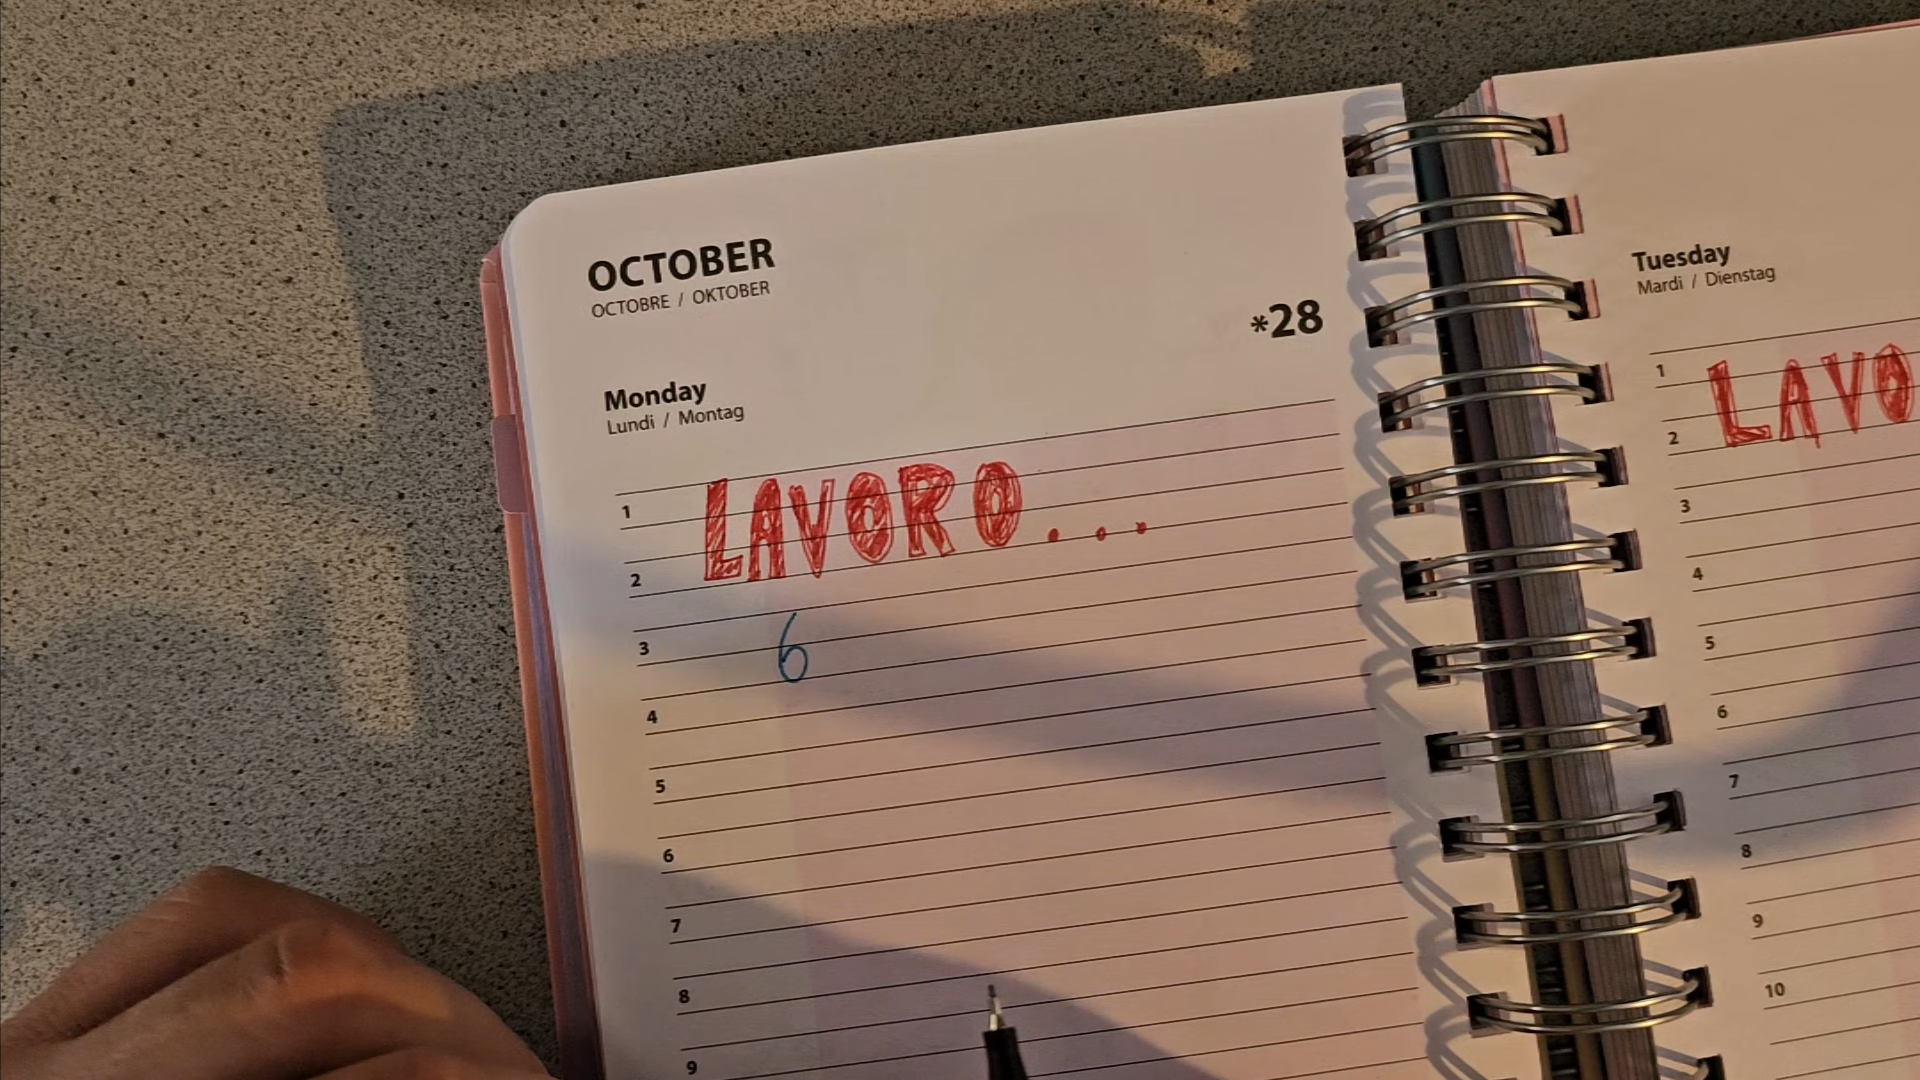 OCTOBER
OCTOBRE / OKTOBER
*28
Monday
Lundi / Montag
LAVORO...
1
2
6
3
4
5
6
7
8
9
Tuesday
Mardi / Dienstag
LAVO
1
2
3
4
5
6
7
8
9
10